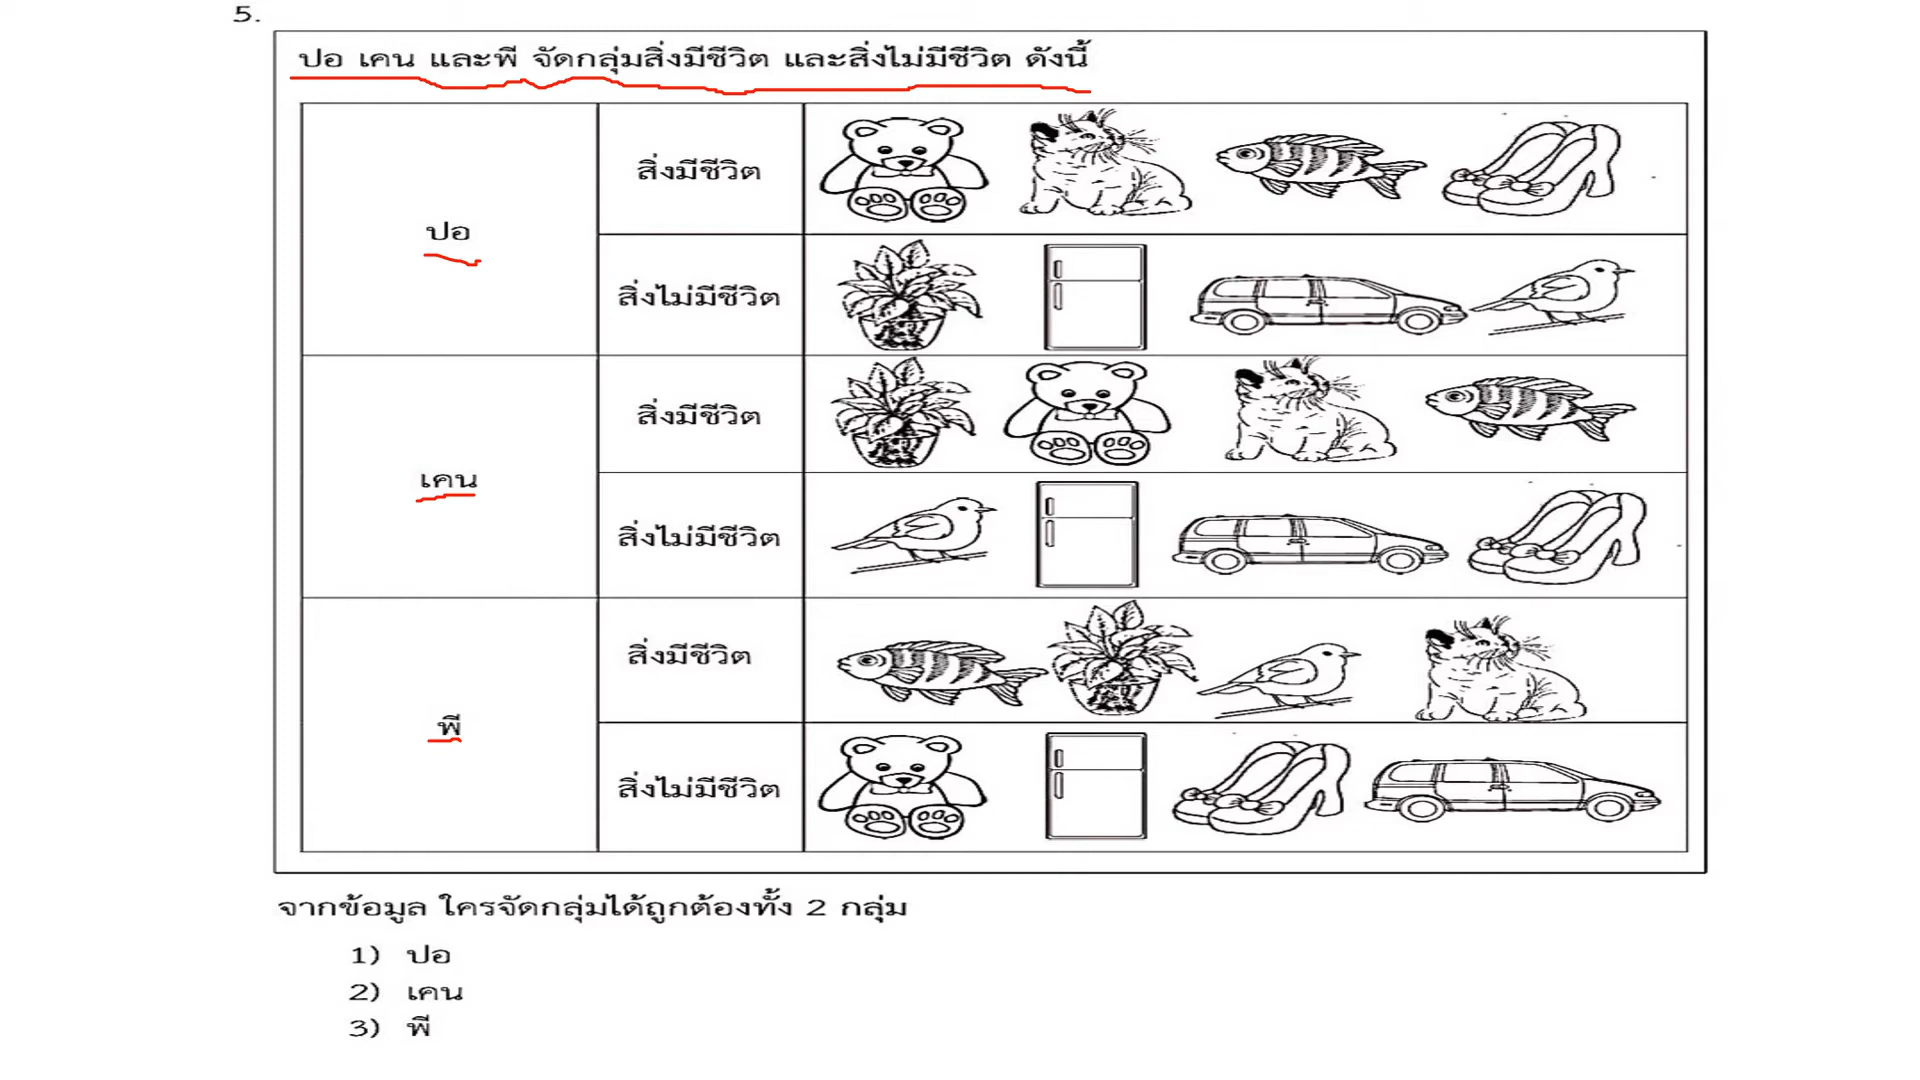 5.
ปอ เคน และพี จัดกลุ่มสิ่งมีชีวิต และสิ่งไม่มีชีวิต ดังนี้
ปอ
สิ่งมีชีวิต
สิ่งไม่มีชีวิต
เคน
สิ่งมีชีวิต
สิ่งไม่มีชีวิต
พี
สิ่งมีชีวิต
สิ่งไม่มีชีวิต
จากข้อมูล ใครจัดกลุ่มได้ถูกต้องทั้ง 2 กลุ่ม
1) ปอ
2) เคน
3) พี